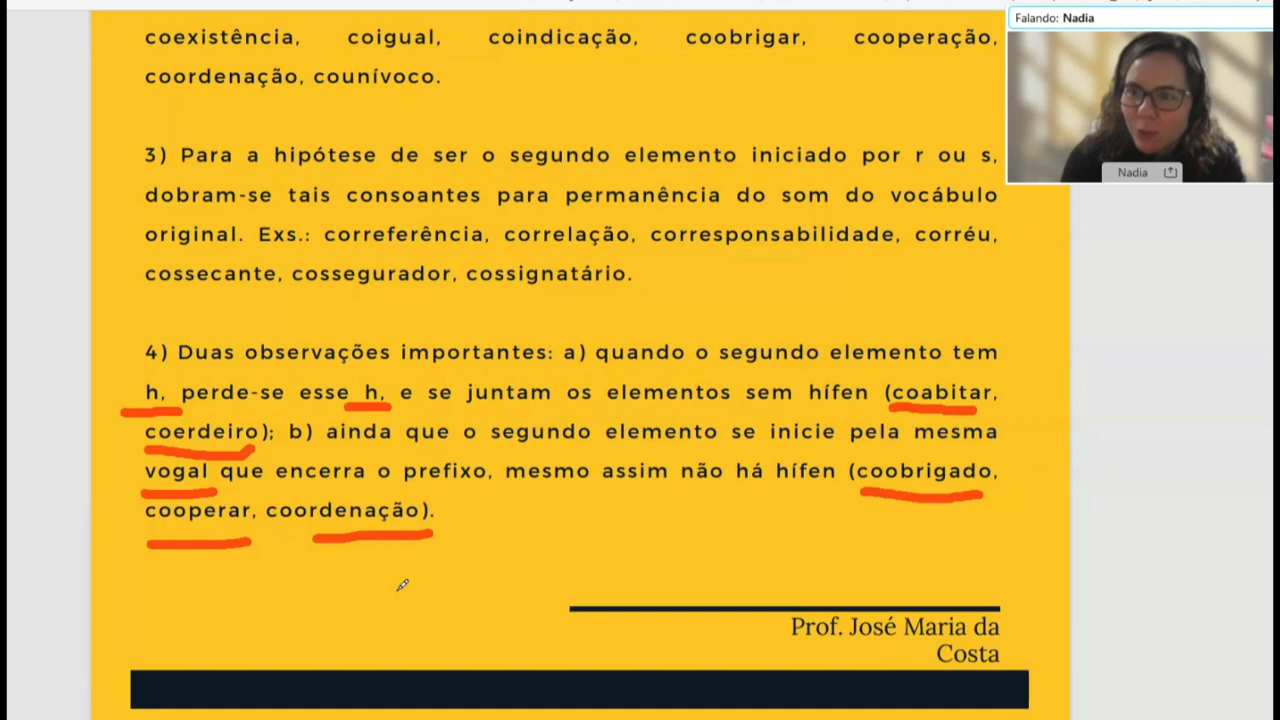 Falando: Nadia
Nadia
coexistência, coigual, coindicação, coobrigar, cooperação,
coordenação, counívoco.
3) Para a hipótese de ser o segundo elemento iniciado por r ou s,
dobram-se tais consoantes para permanência do som do vocábulo
original. Exs.: correferência, correlação, corresponsabilidade, corréu,
cossecante, cossegurador, cossignatário.
4) Duas observações importantes: a) quando o segundo elemento tem
h, perde-se esse h, e se juntam os elementos sem hífen (coabitar,
coerdeiro); b) ainda que o segundo elemento se inicie pela mesma
vogal que encerra o prefixo, mesmo assim não há hífen (coobrigado,
cooperar, coordenação).
Prof. José Maria da
Costa